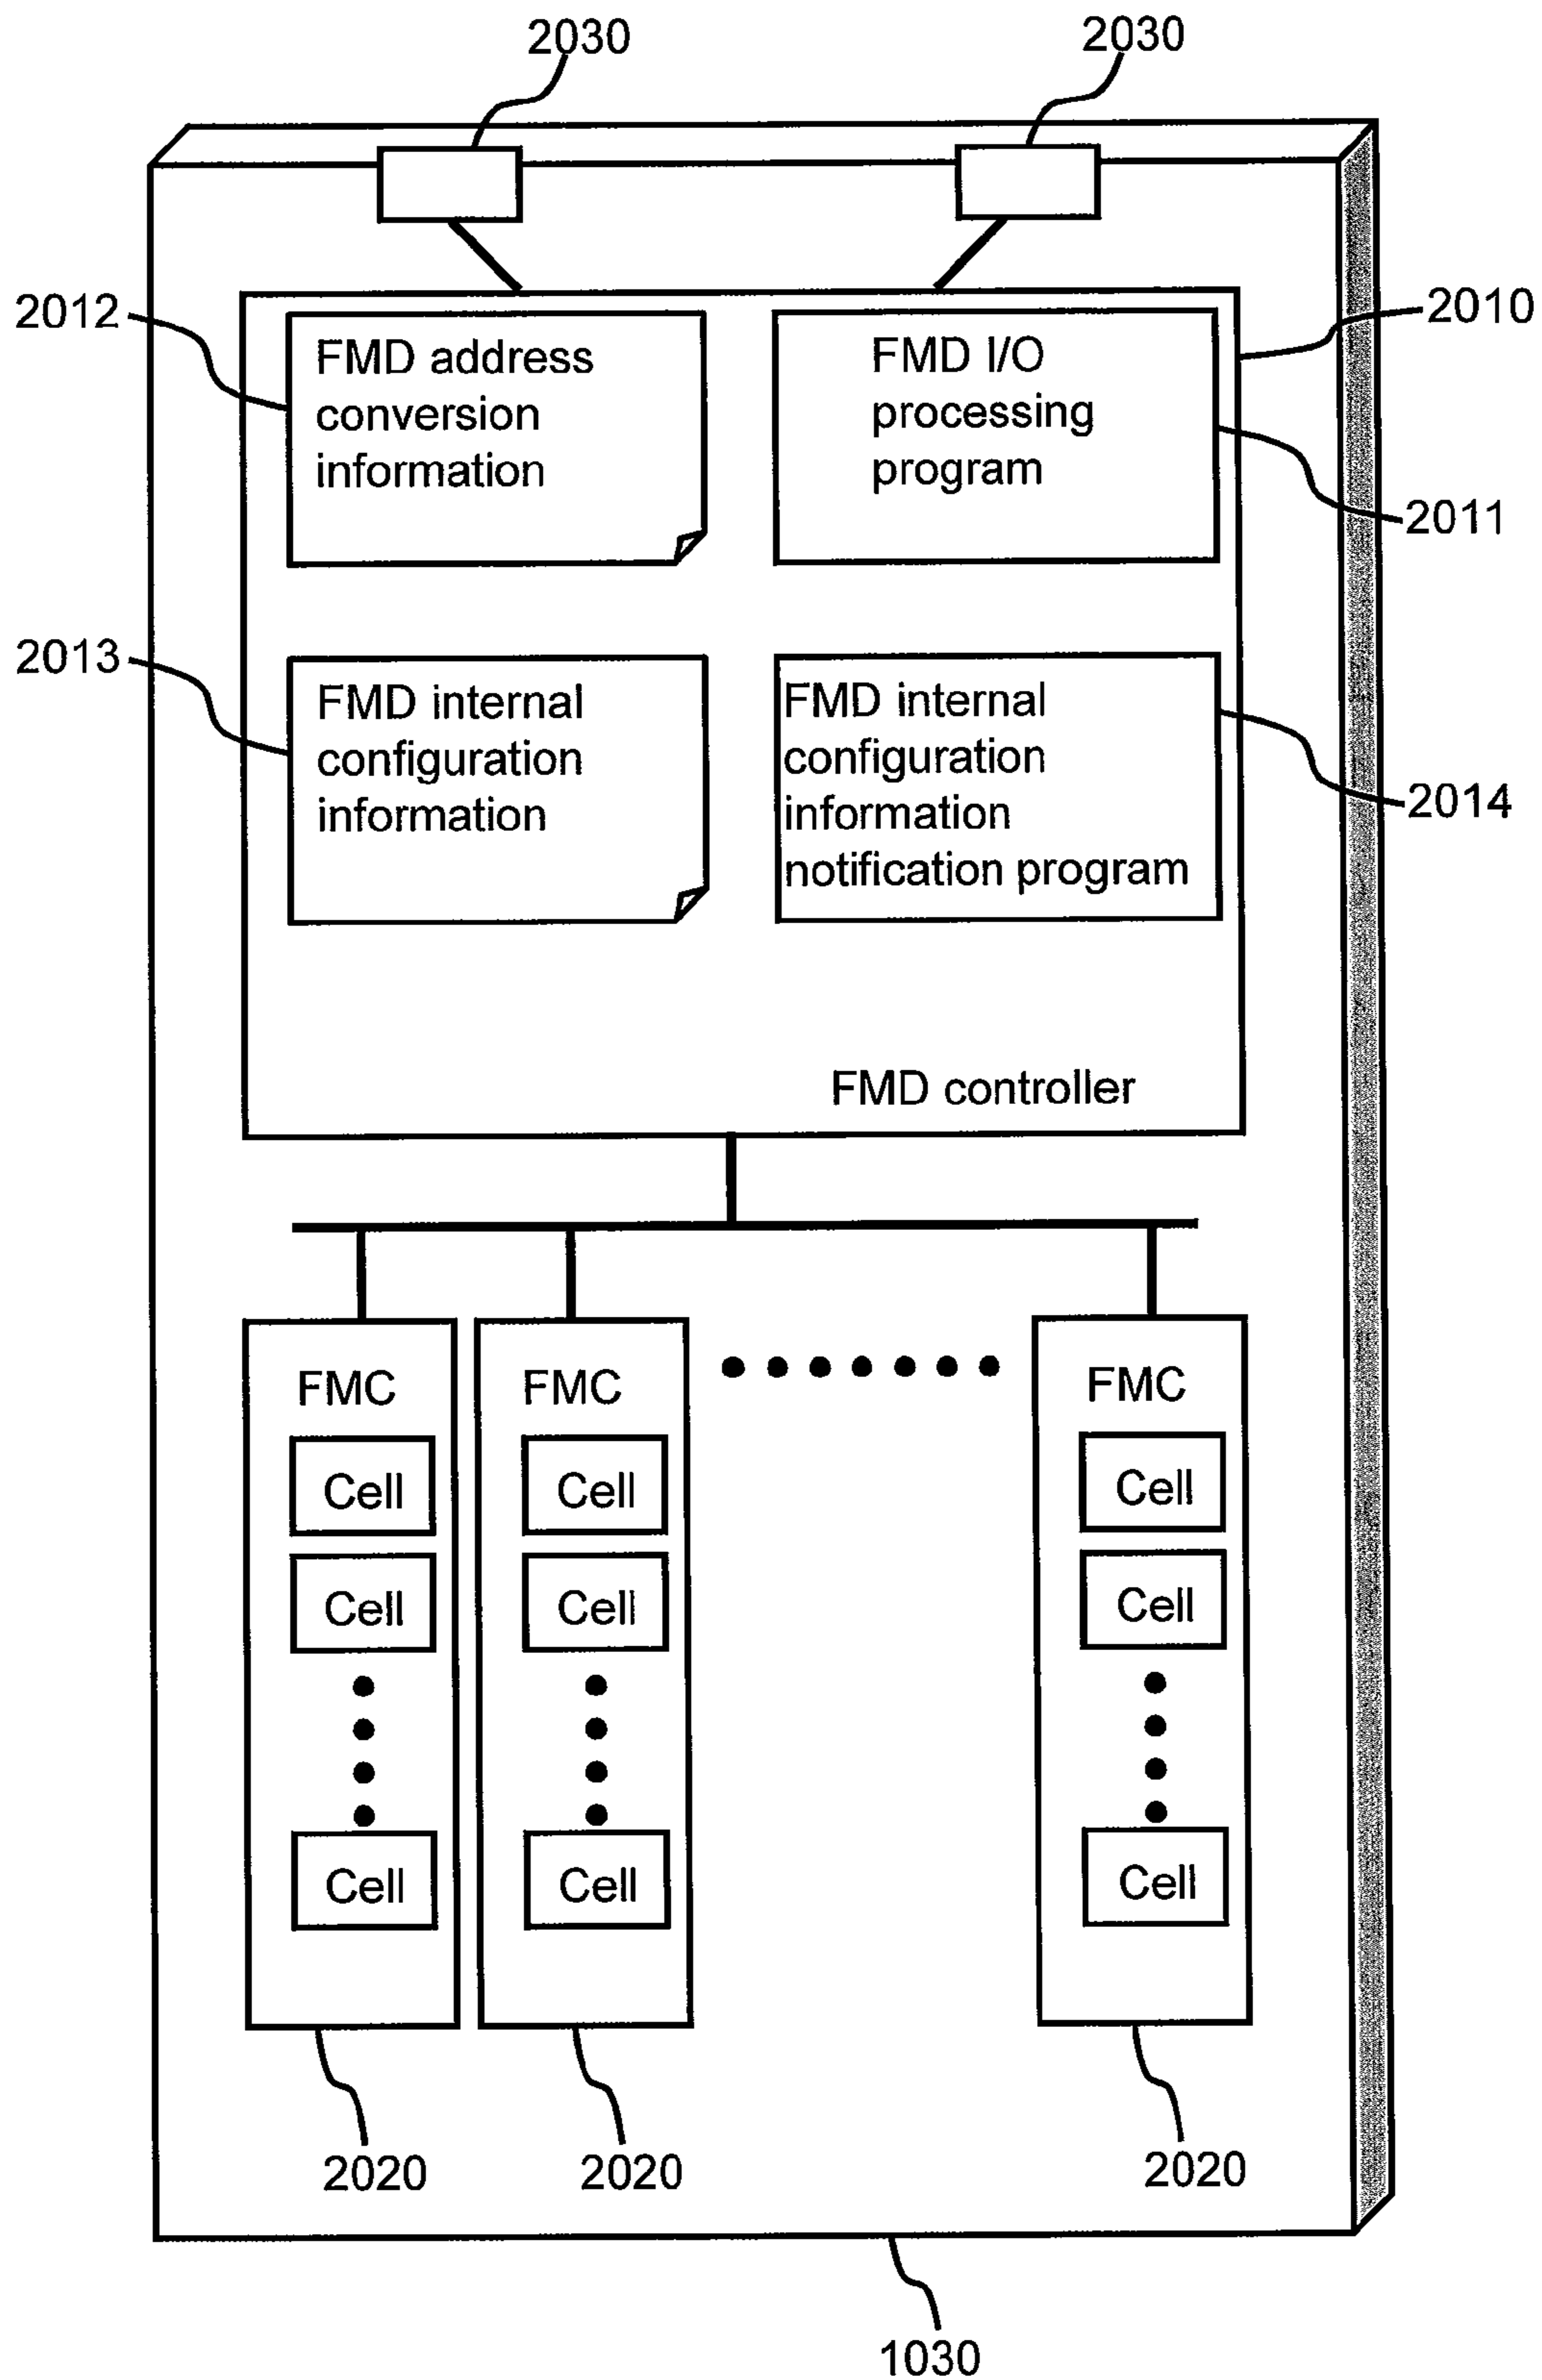 2030
2030
2012
FMD address
conversion
information
FMD I/O
processing
program
2010
2011
2013
FMD internal
configuration
information
FMD internal
configuration
information
notification program
2014
FMD controller
FMC
FMC
FMC
Cell
Cell
Cell
Cell
Cell
Cell
Cell
Cell
Cell
2020
2020
2020
1030